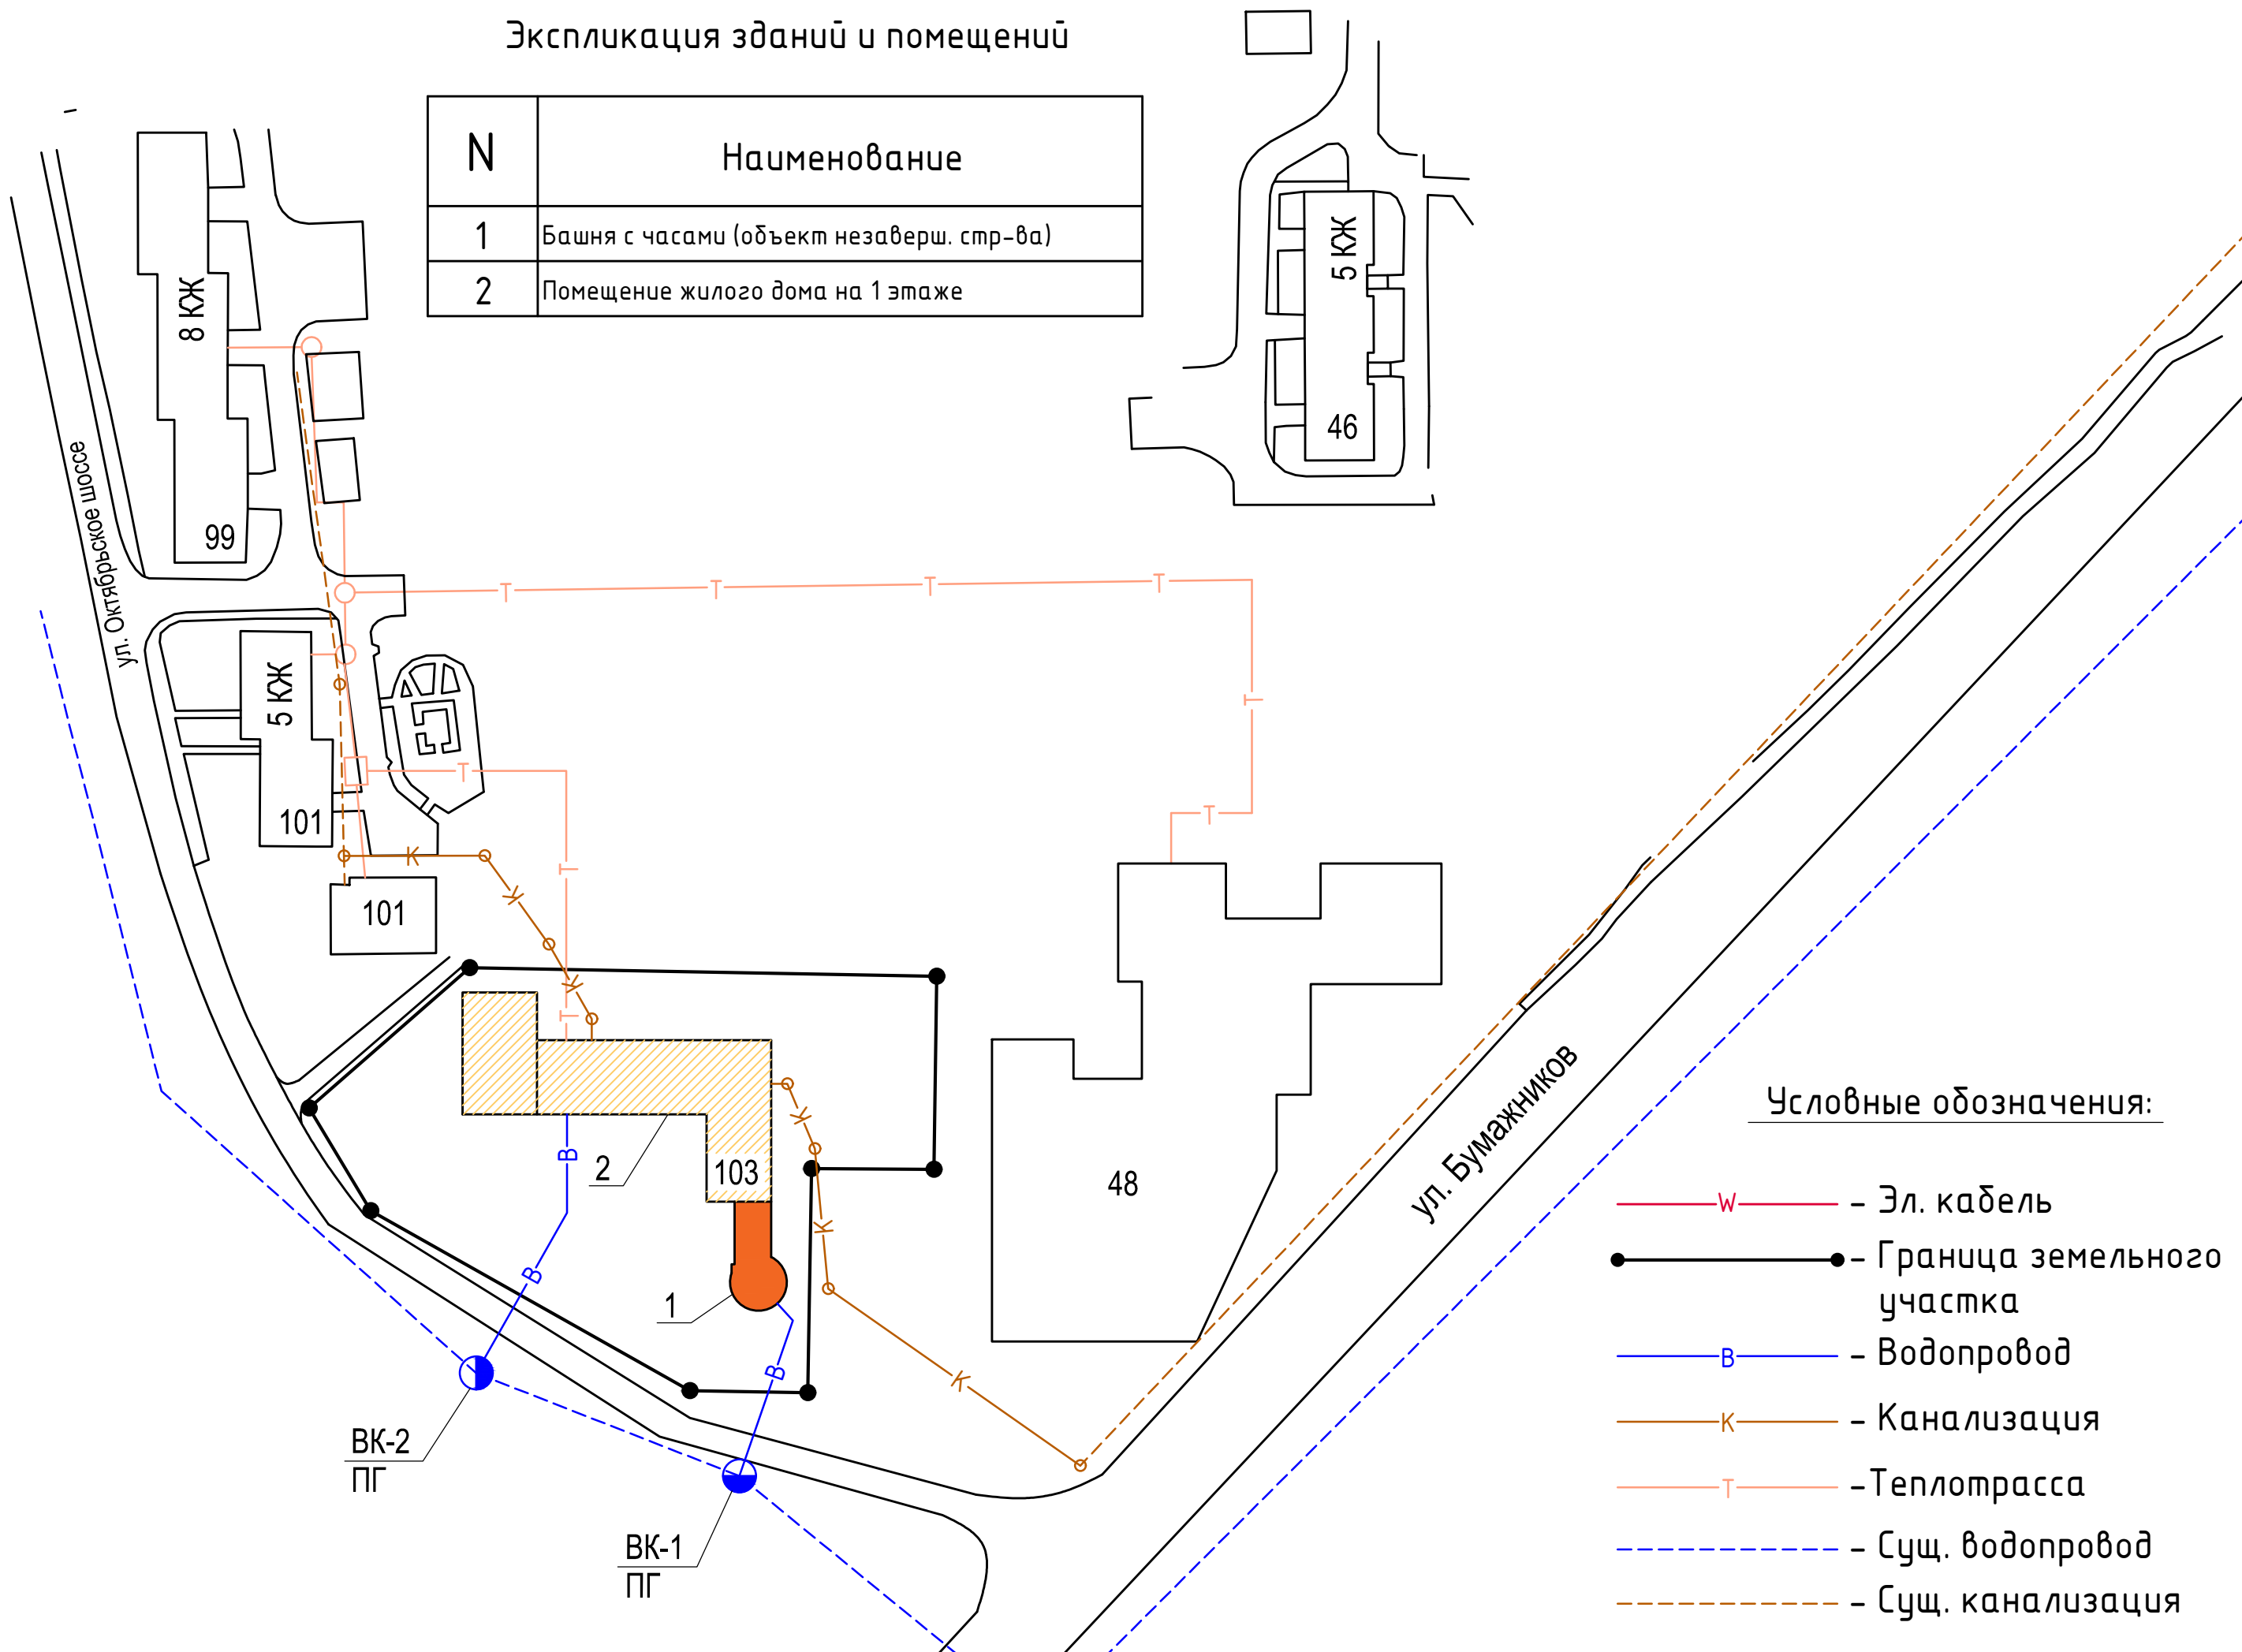 Экспликация зданий и помещений
N Наименование
1 Башня с часами (объект незаверш. стр-ва)
2 Помещение жилого дома на 1 этаже
8 КЖ
99
5 КЖ
46
ул. Октябрьское шоссе
5 КЖ
101
101
T
T
T
T
T
T
T
T
T
K
K
K
K
K
K
B
B
B
103
2
1
48
ул. Бумажников
ВК-2
ПГ
ВК-1
ПГ
Условные обозначения:
W - Эл. кабель
- Граница земельного
участка
B - Водопровод
K - Канализация
T - Теплотрасса
- Сущ. водопровод
- Сущ. канализация